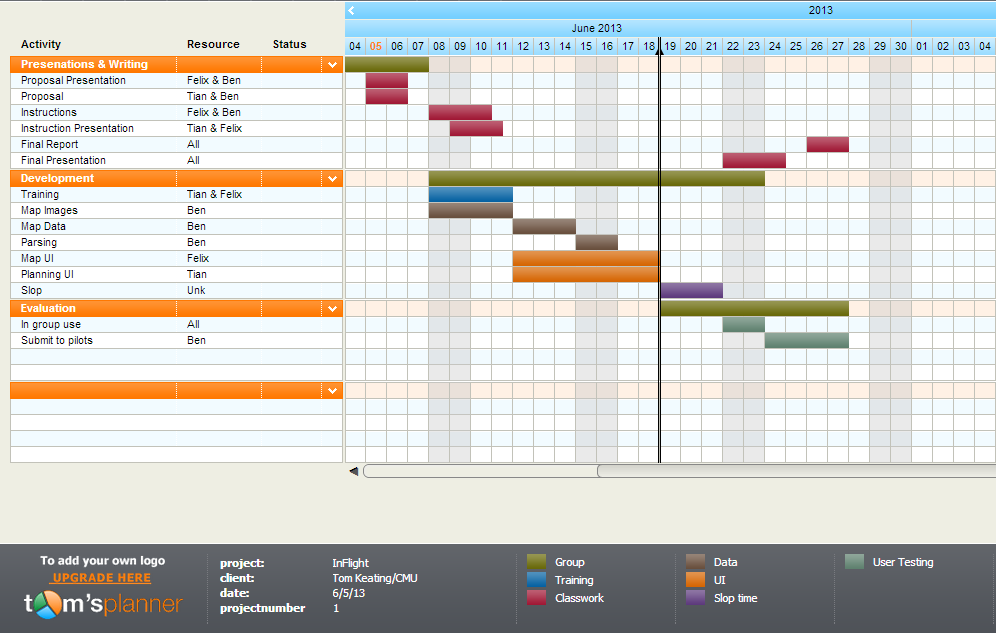 2013
June 2013
Activity Resource Status 04 05 06 07 08 09 10 11 12 13 14 15 16 17 18 19 20 21 22 23 24 25 26 27 28 29 30 01 02 03 04
Presenations & Writing
Proposal Presentation Felix & Ben
Proposal Tian & Ben
Instructions Felix & Ben
Instruction Presentation Tian & Felix
Final Report All
Final Presentation All
Development
Training Tian & Felix
Map Images Ben
Map Data Ben
Parsing Ben
Map UI Felix
Planning UI Tian
Slop Unk
Evaluation
In group use All
Submit to pilots Ben
To add your own logo
UPGRADE HERE
tom'splanner
project: InFlight
client: Tom Keating/CMU
date: 6/5/13
projectnumber 1
Group
Training
Classwork
Data
UI
Slop time
User Testing